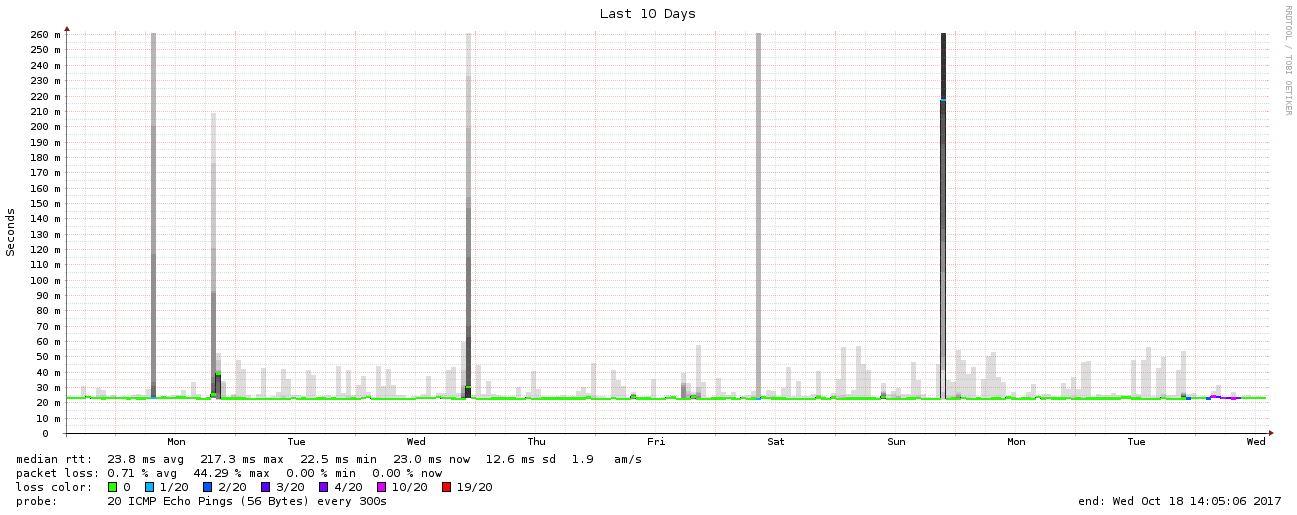 Last 10 Days
RRDTOOL / TOBI OETIKER
Seconds
260 m
250 m
240 m
230 m
220 m
210 m
200 m
190 m
180 m
170 m
160 m
150 m
140 m
130 m
120 m
110 m
100 m
90 m
80 m
70 m
60 m
50 m
40 m
30 m
20 m
10 m
0
Mon Tue Wed Thu Fri Sat Sun Mon Tue Wed
median rtt: 23.8 ms avg 217.3 ms max 22.5 ms min 23.0 ms now 12.6 ms sd 1.9 am/s
packet loss: 0.71 % avg 44.29 % max 0.00 % min 0.00 % now
loss color: 0 1/20 2/20 3/20 4/20 10/20 19/20
probe: 20 ICMP Echo Pings (56 Bytes) every 300s end: Wed Oct 18 14:05:06 2017